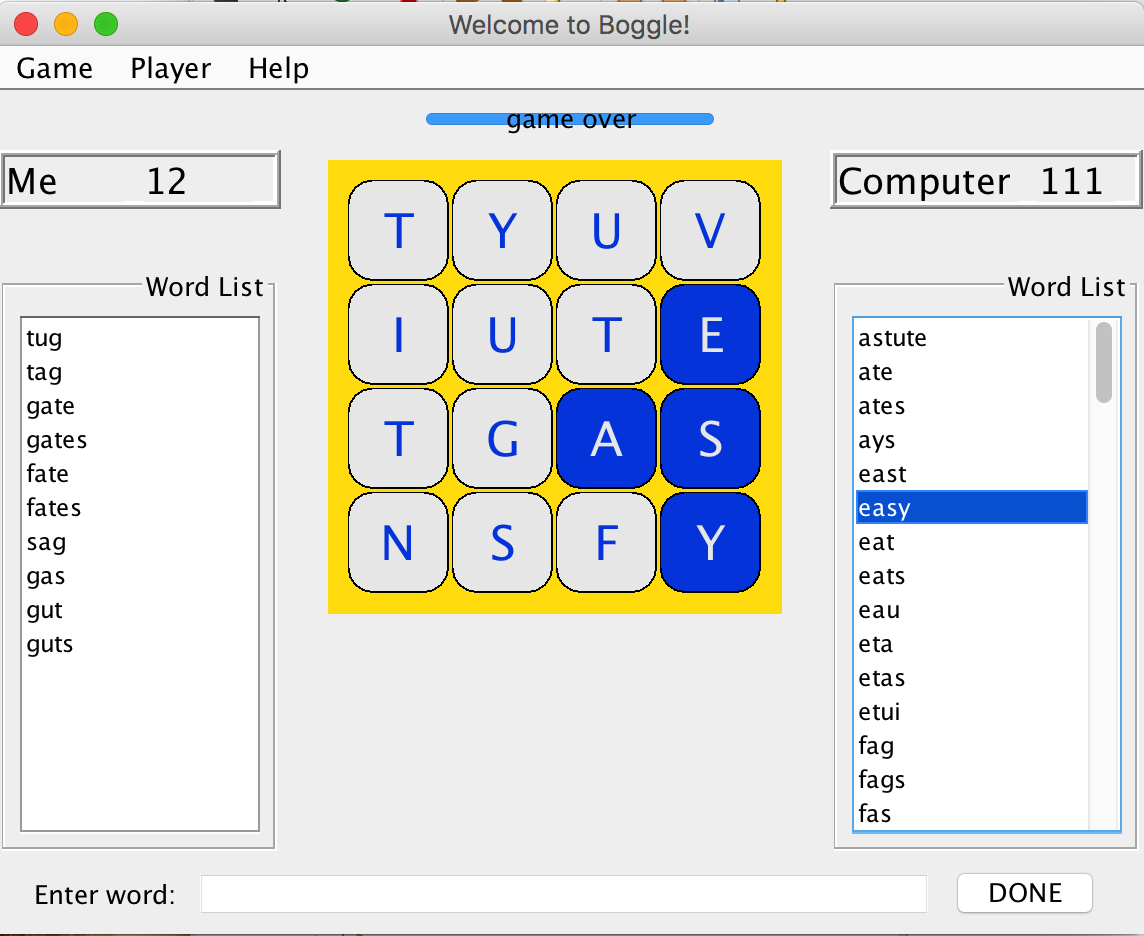 Welcome to Boggle!
Game Player Help
game over
Me 12
Computer 111
T Y U V
I U T E
T G A S
N S F Y
Word List
tug
tag
gate
gates
fate
fates
sag
gas
gut
guts
Word List
astute
ate
ates
ays
east
easy
eat
eats
eau
eta
etas
etui
fag
fags
fas
Enter word:
DONE